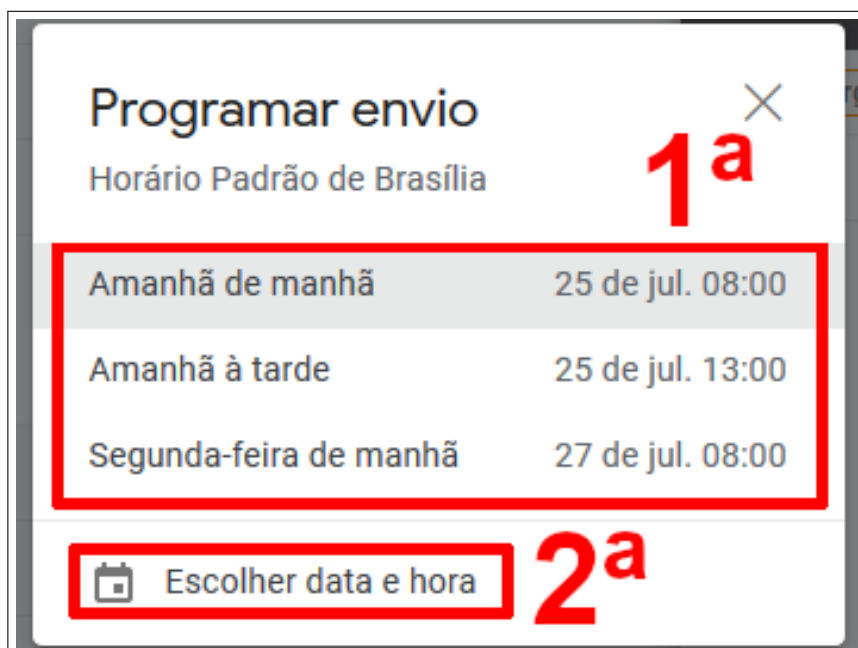 Programar envio
Horário Padrão de Brasília
1ª
Amanhã de manhã 25 de jul. 08:00
Amanhã à tarde 25 de jul. 13:00
Segunda-feira de manhã 27 de jul. 08:00
Escolher data e hora
2ª